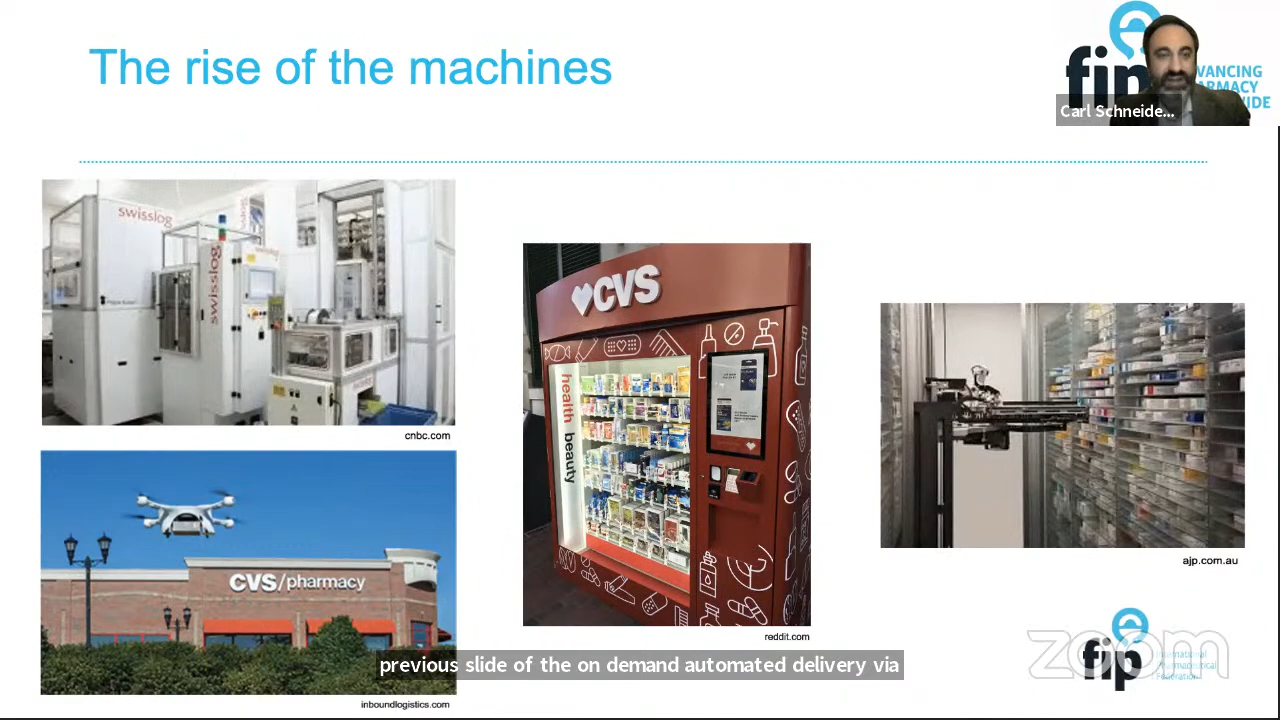 The rise of the machines
fip
VANCING
ARMACY
IDE
Carl Schneide...
swisslog
swisslog
cnbc.com
CVS/pharmacy
inboundlogistics.com
CVS
health beauty
reddit.com
ajp.com.au
zoom
fip
International
Pharmaceutical
Federation
previous slide of the on demand automated delivery via